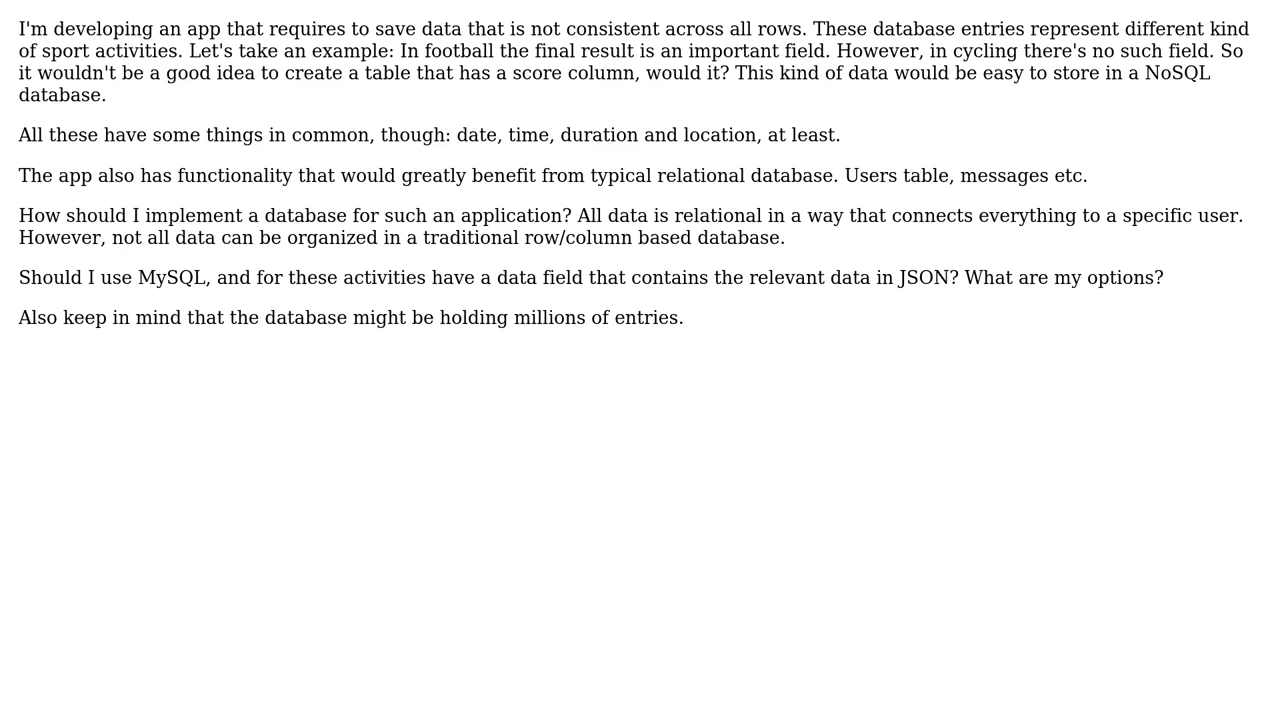 I'm developing an app that requires to save data that is not consistent across all rows. These database entries represent different kind
of sport activities. Let's take an example: In football the final result is an important field. However, in cycling there's no such field. So
it wouldn't be a good idea to create a table that has a score column, would it? This kind of data would be easy to store in a NoSQL
database.
All these have some things in common, though: date, time, duration and location, at least.
The app also has functionality that would greatly benefit from typical relational database. Users table, messages etc.
How should I implement a database for such an application? All data is relational in a way that connects everything to a specific user.
However, not all data can be organized in a traditional row/column based database.
Should I use MySQL, and for these activities have a data field that contains the relevant data in JSON? What are my options?
Also keep in mind that the database might be holding millions of entries.